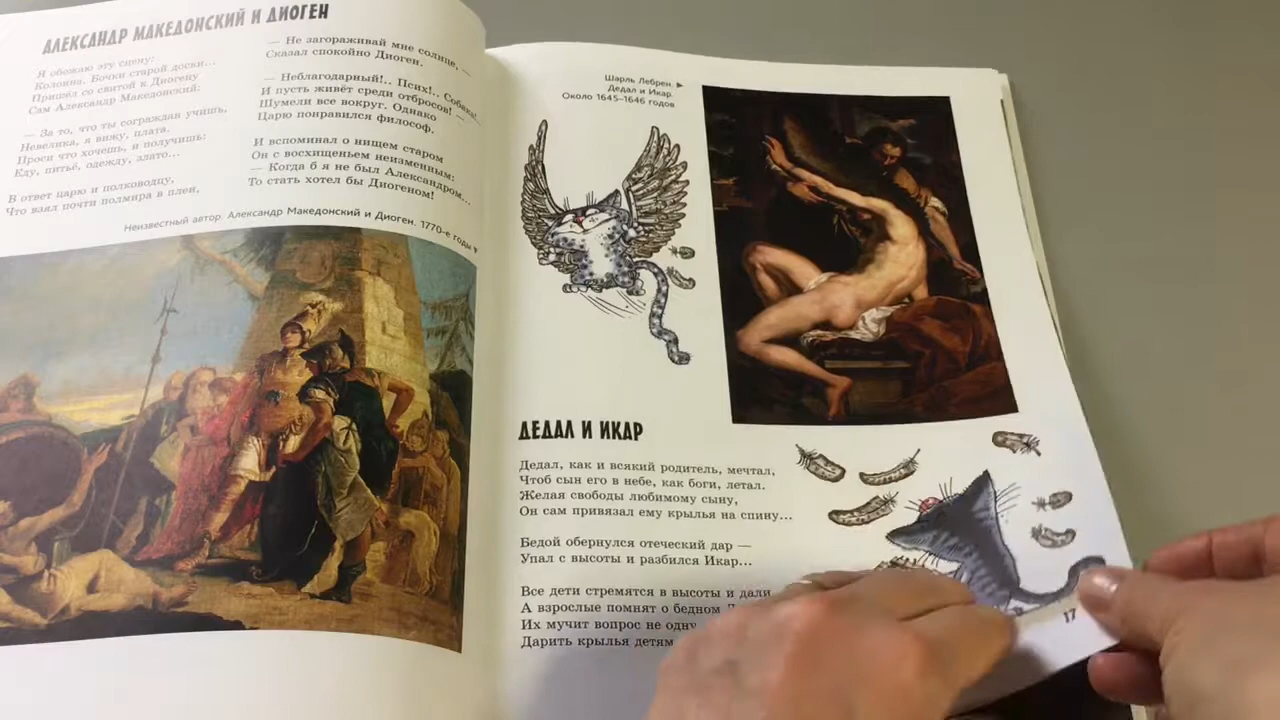 АЛЕКСАНДР МАКЕДОНСКИЙ И ДИОГЕН
Я обожаю эту сцену:
Колонна. Бочки старой доски...
Пришёл со свитой к Диогену
Сам Александр Македонский:
— За то, что ты сограждан учишь,
Невелика, я вижу, плата.
Проси что хочешь, и получишь:
Еду, питьё, одежду, злато...
В ответ царю и полководцу,
Что взял почти полмира в плен,
— Не загораживай мне солнце, —
Сказал спокойно Диоген.
— Неблагодарный!.. Псих!.. Собака!..
И пусть живёт среди отбросов! —
Шумели все вокруг. Однако
Царю понравился философ.
И вспоминал о нищем старом
Он с восхищеньем неизменным:
— Когда б я не был Александром...
То стать хотел бы Диогеном!
Неизвестный автор. Александр Македонский и Диоген. 1770-е годы
Шарль Лебрен.
Дедал и Икар.
Около 1645–1646 годов
ДЕДАЛ И ИКАР
Дедал, как и всякий родитель, мечтал,
Чтоб сын его в небе, как боги, летал.
Желая свободы любимому сыну,
Он сам привязал ему крылья на спину...
Бедой обернулся отеческий дар —
Упал с высоты и разбился Икар...
Все дети стремятся в высоты и дали
А взрослые помнят о бедном
Их мучит вопрос не
Дарить крылья детям
17